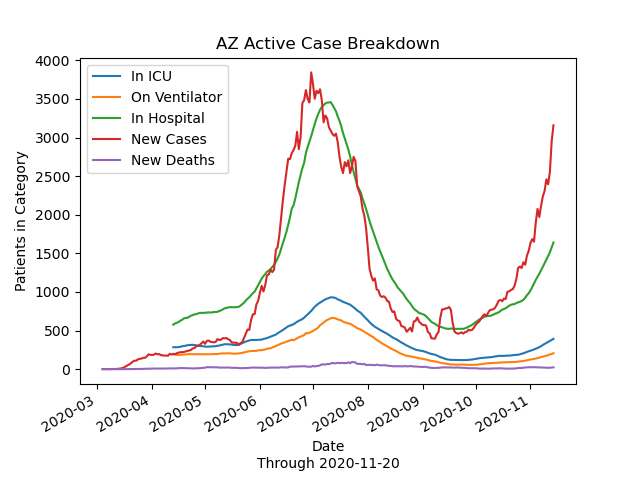 AZ Active Case Breakdown
In ICU
On Ventilator
In Hospital
New Cases
New Deaths
Patients in Category
4000
3500
3000
2500
2000
1500
1000
500
0
2020-03
2020-04
2020-05
2020-06
2020-07
2020-08
2020-09
2020-10
2020-11
Date
Through 2020-11-20